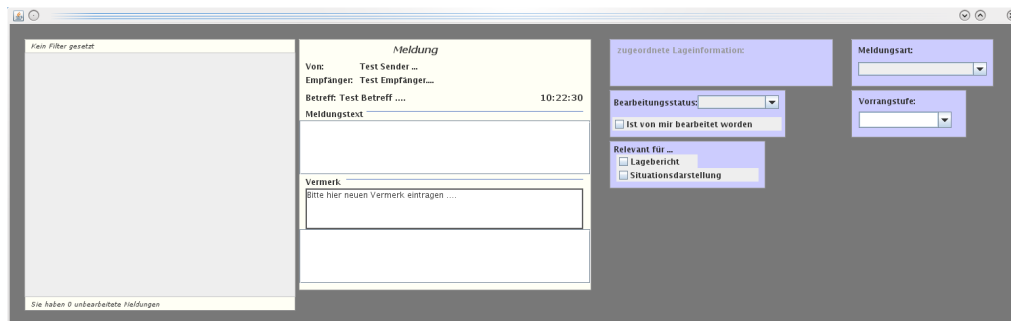 Kein Filter gesetzt
Sie haben 0 unbearbeitete Meldungen
Meldung
Von: Test Sender ...
Empfänger: Test Empfänger....
Betreff: Test Betreff .... 10:22:30
Meldungstext
Vermerk
Bitte hier neuen Vermerk eintragen ....
zugeordnete Lageinformation:
Bearbeitungsstatus:
Ist von mir bearbeitet worden
Relevant für ...
Lagebericht
Situationsdarstellung
Meldungsart:
Vorrangstufe: